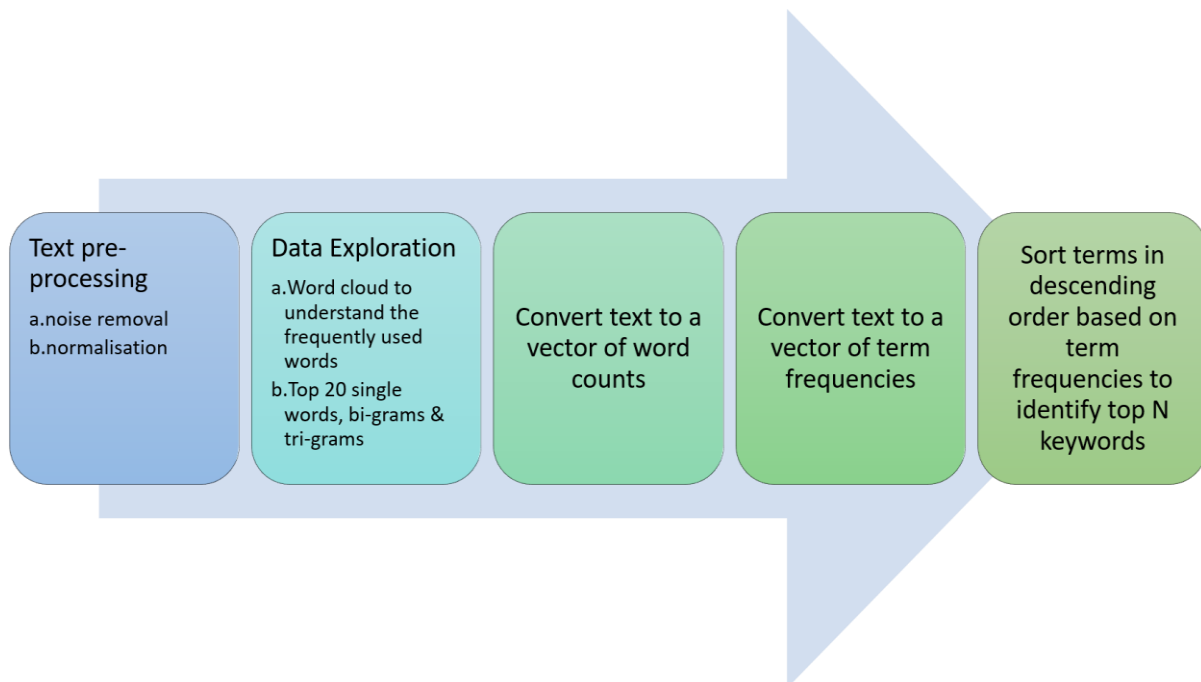 Text pre-
processing
a.noise removal
b.normalisation
Data Exploration
a.Word cloud to
understand the
frequently used
words
b.Top 20 single
words, bi-grams &
tri-grams
Convert text to a
vector of word
counts
Convert text to a
vector of term
frequencies
Sort terms in
descending
order based on
term
frequencies to
identify top N
keywords